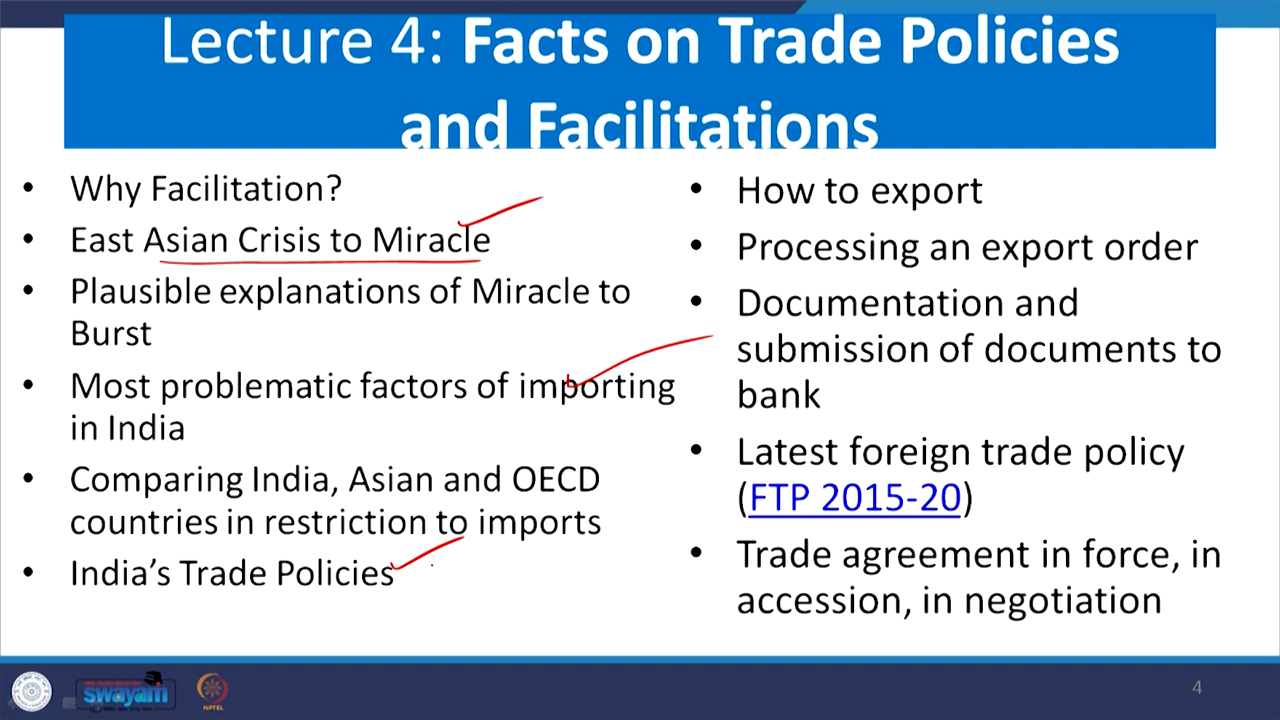 Lecture 4: Facts on Trade Policies
and Facilitations
• Why Facilitation?
• East Asian Crisis to Miracle
• Plausible explanations of Miracle to
Burst
• Most problematic factors of importing
in India
• Comparing India, Asian and OECD
countries in restriction to imports
• India’s Trade Policies
• How to export
• Processing an export order
• Documentation and
submission of documents to
bank
• Latest foreign trade policy
(FTP 2015-20)
• Trade agreement in force, in
accession, in negotiation
swayam
NPTEL
4